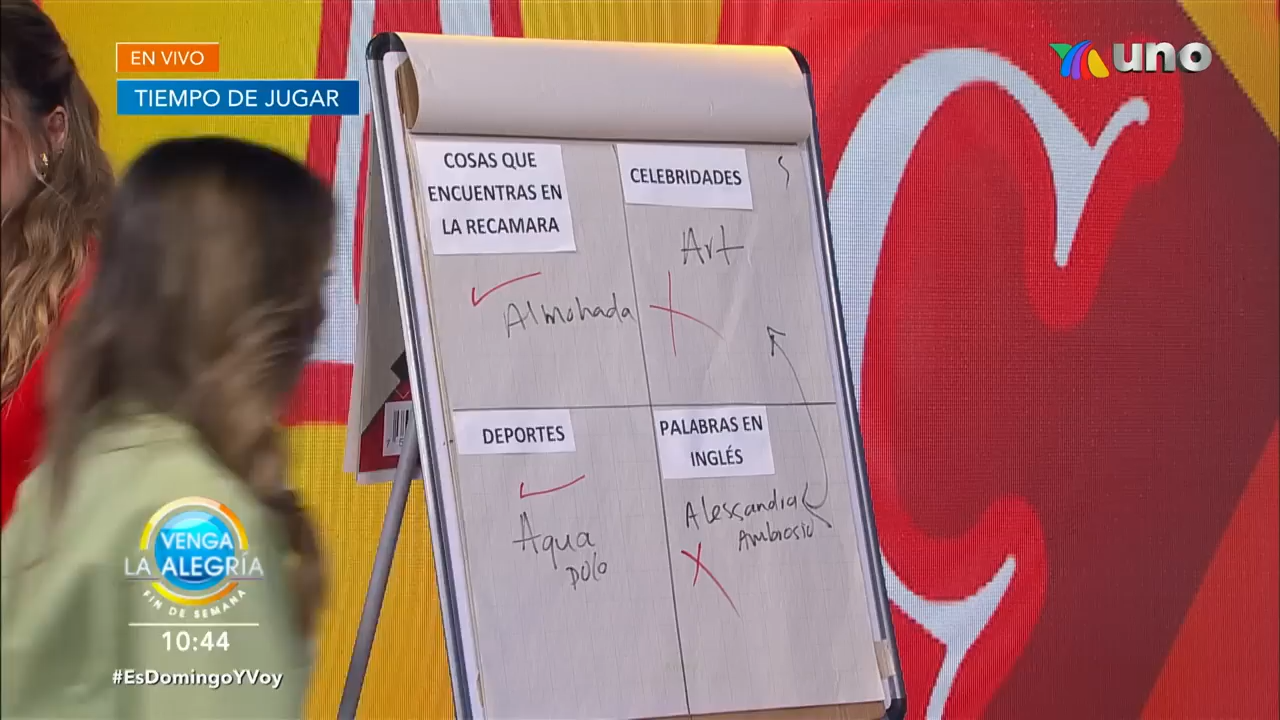 EN VIVO
TIEMPO DE JUGAR
uno
COSAS QUE
ENCUENTRAS EN
LA RECAMARA
CELEBRIDADES
Art
Almohada
DEPORTES
PALABRAS EN
INGLÉS
Aqua
polo
Alessandra
Ambrosio
VENGA
LA ALEGRÍA
FIN DE SEMANA
10:44
#EsDomingoYVoy